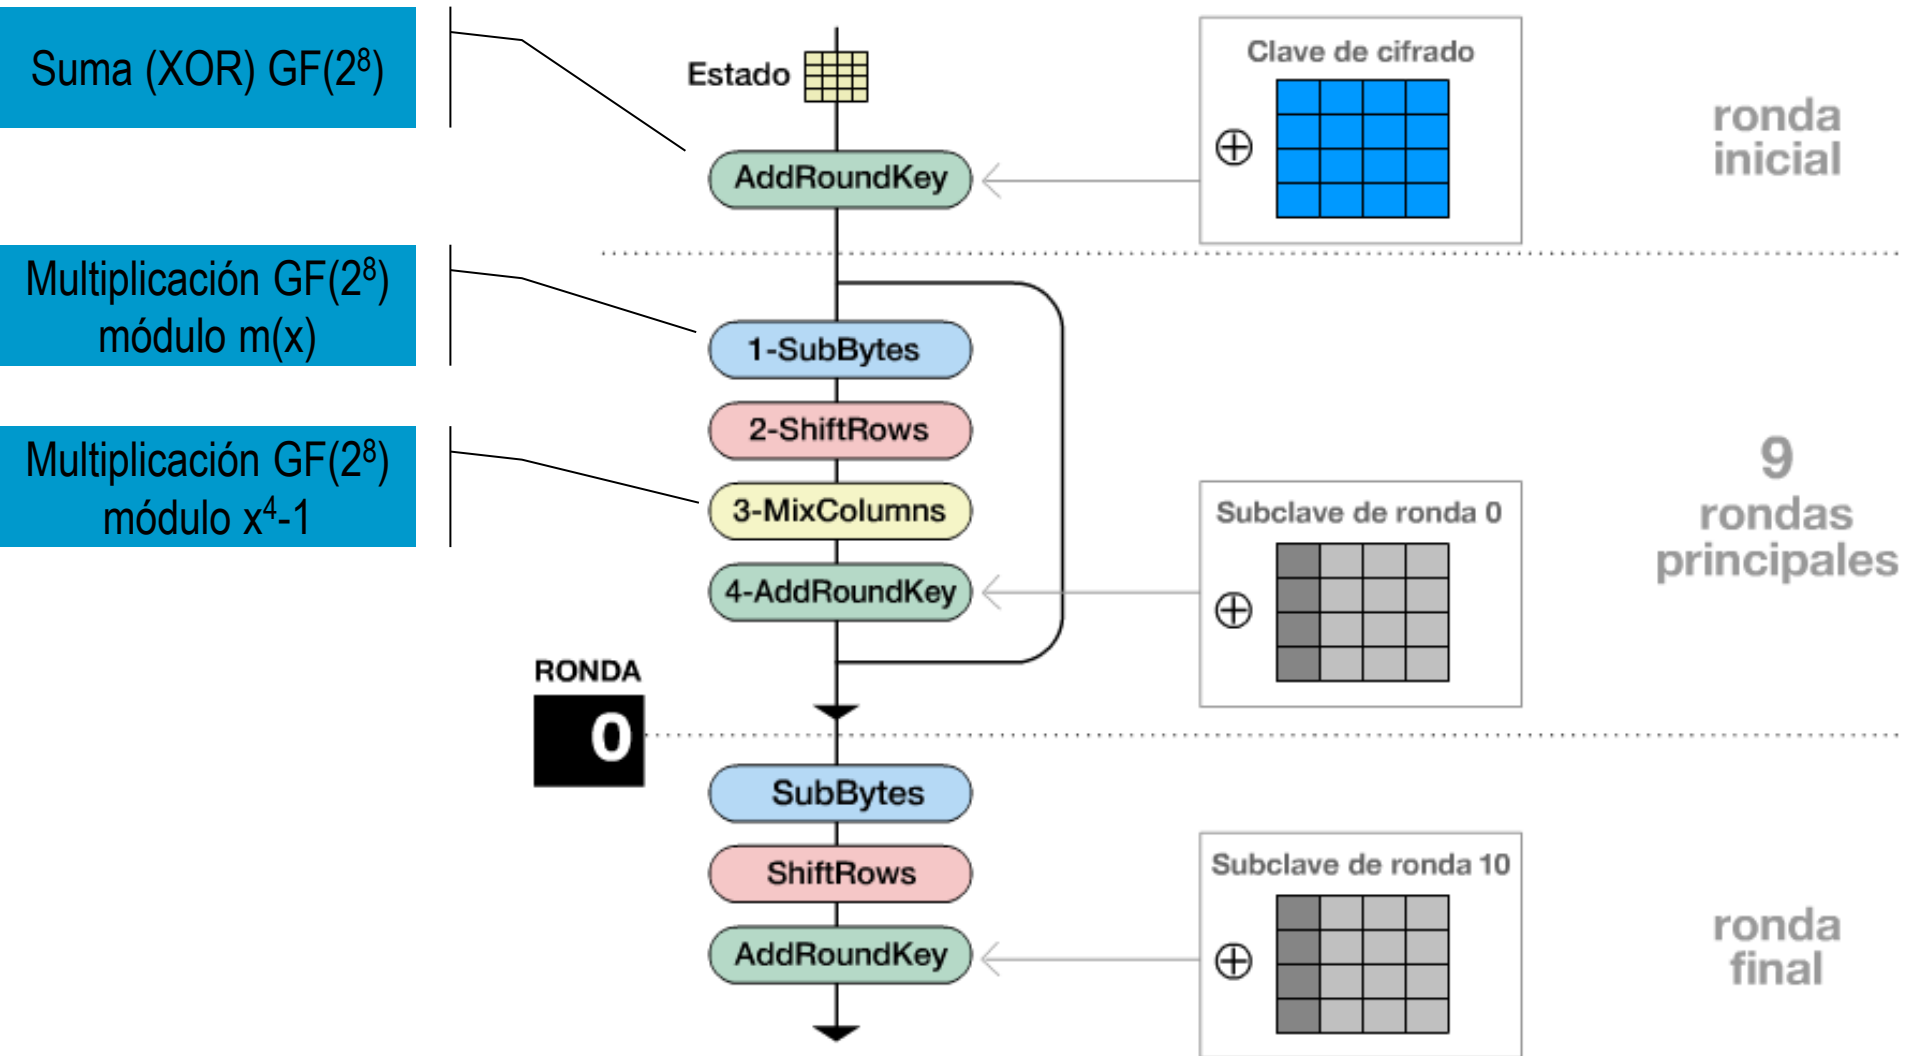 Suma (XOR) GF(2⁸)
Estado
Clave de cifrado
ronda
inicial
AddRoundKey
Multiplicación GF(2⁸)
módulo m(x)
1-SubBytes
2-ShiftRows
Multiplicación GF(2⁸)
módulo x⁴-1
3-MixColumns
4-AddRoundKey
Subclave de ronda 0
9
rondas
principales
RONDA
0
SubBytes
ShiftRows
AddRoundKey
Subclave de ronda 10
ronda
final